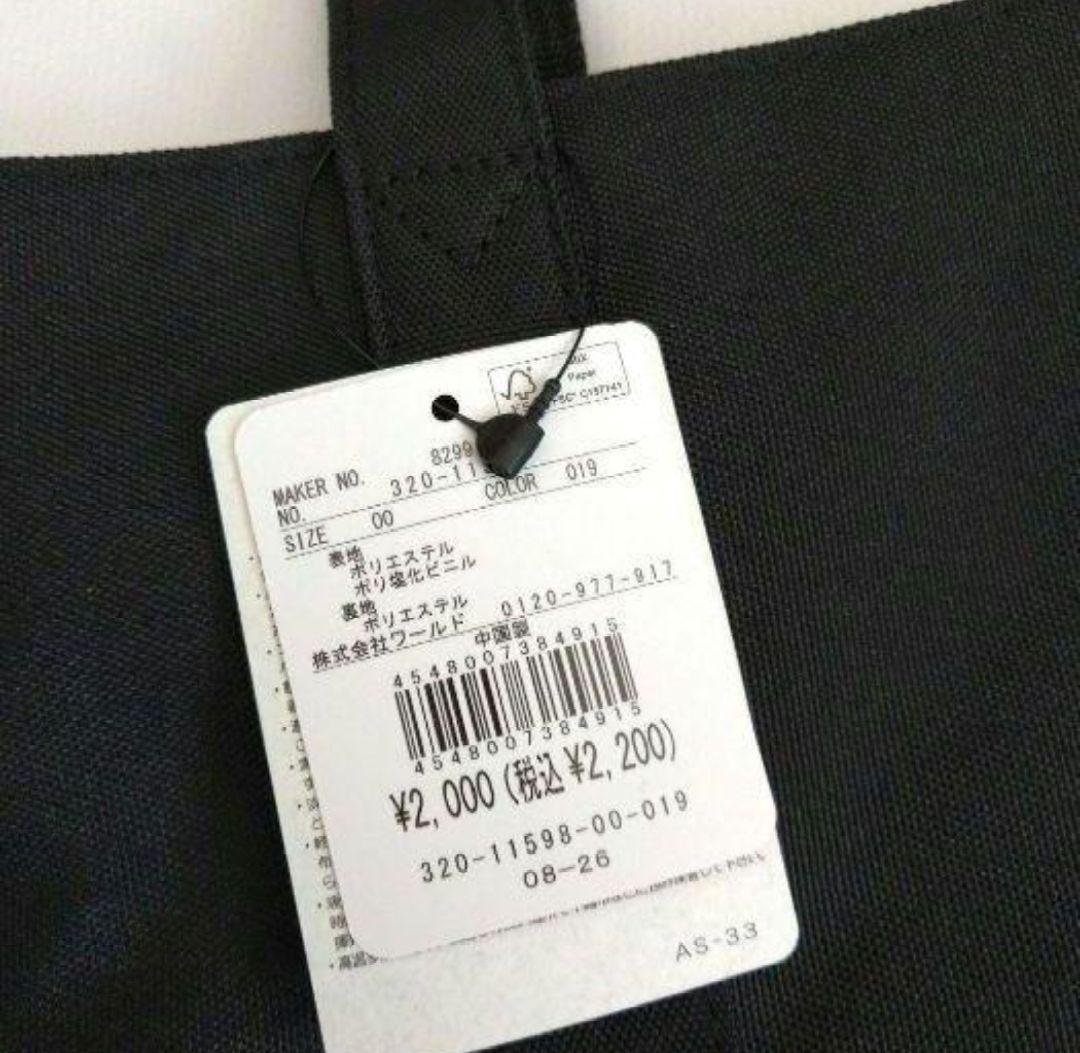 Paper
C187741
MAKER NO. 8299
NO. 320-11
SIZE 00 COLOR 019
表地
ポリエステル
ポリ塩化ビニル
裏地
ポリエステル
株式会社ワールド 0120-977-917
中国製
4548007384915
4548007384915
¥2,000(税込¥2,200)
320-11598-00-019
08-26
AS-33